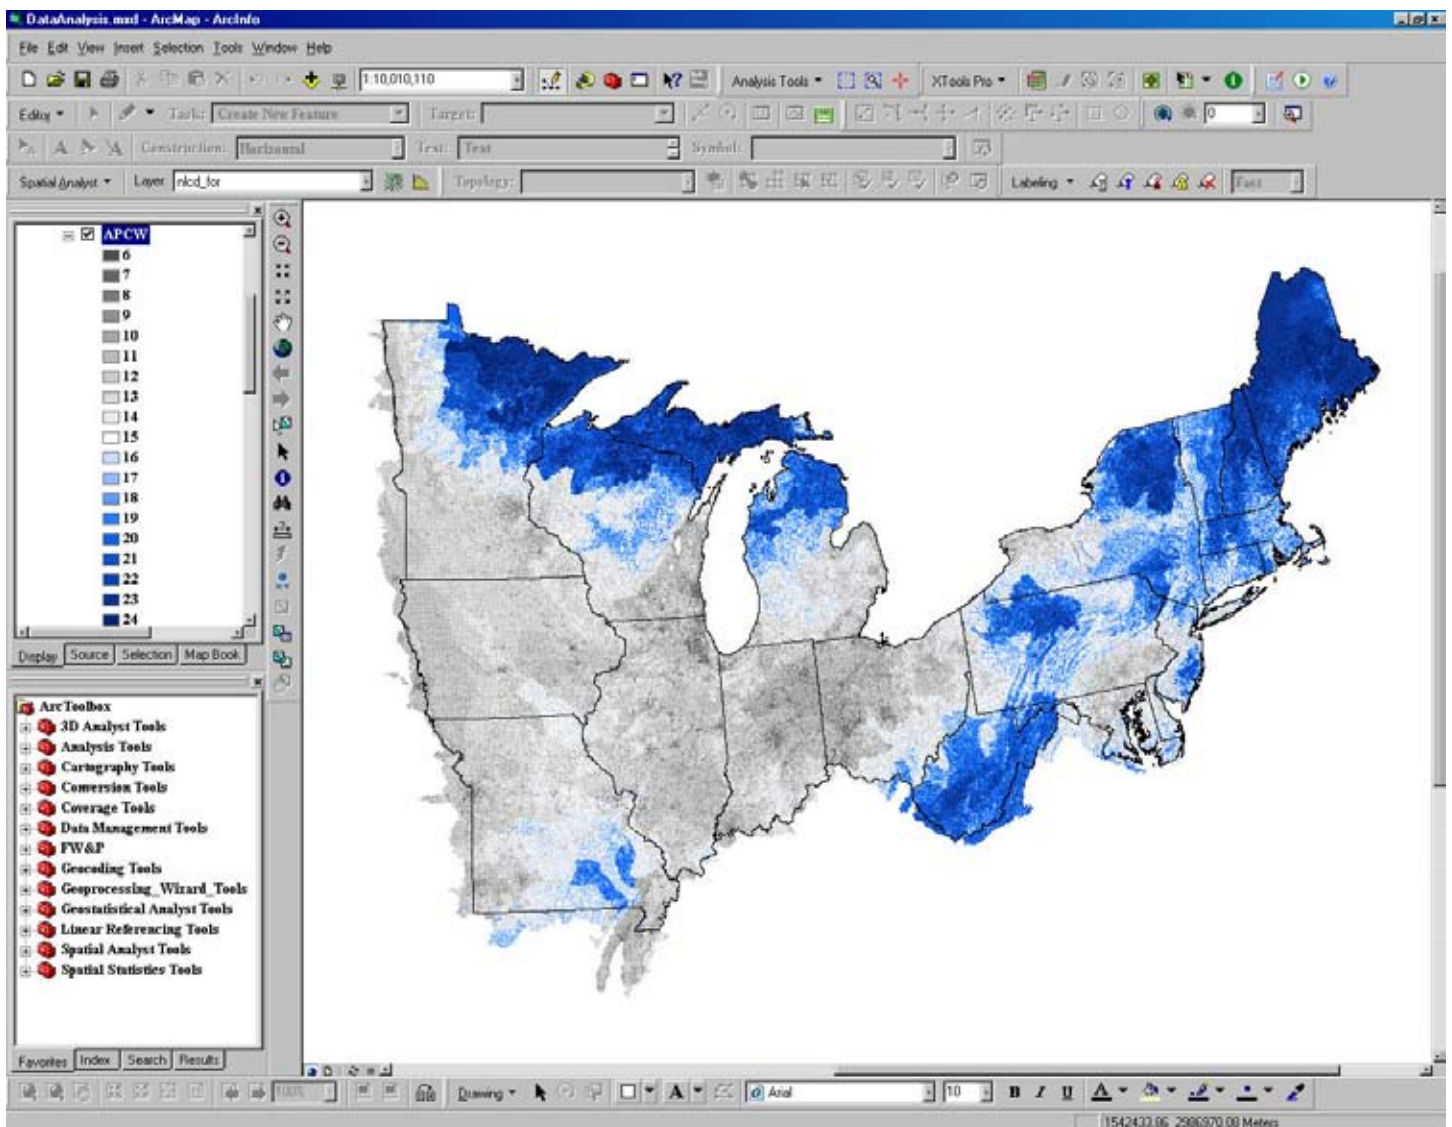 DataAnalysis.mxd - ArcMap - ArcInfo
File Edit View Insert Selection Tools Window Help
1:10,010,110 Analysis Tools XTools Pro
Editor Task: Create New Feature Target: 0
Construction: Horizontal Text: Text Symbol:
Spatial Analyst Layer: nlcd_for Topology: Labeling Fast
APCW
6
7
8
9
10
11
12
13
14
15
16
17
18
19
20
21
22
23
24
Display Source Selection Map Book
ArcToolbox
3D Analyst Tools
Analysis Tools
Cartography Tools
Conversion Tools
Coverage Tools
Data Management Tools
FW&P
Geocoding Tools
Geoprocessing_Wizard_Tools
Geostatistical Analyst Tools
Linear Referencing Tools
Spatial Analyst Tools
Spatial Statistics Tools
Favorites Index Search Results
100% Drawing A Arial 10 B I U A
1542433.86 2986970.08 Meters